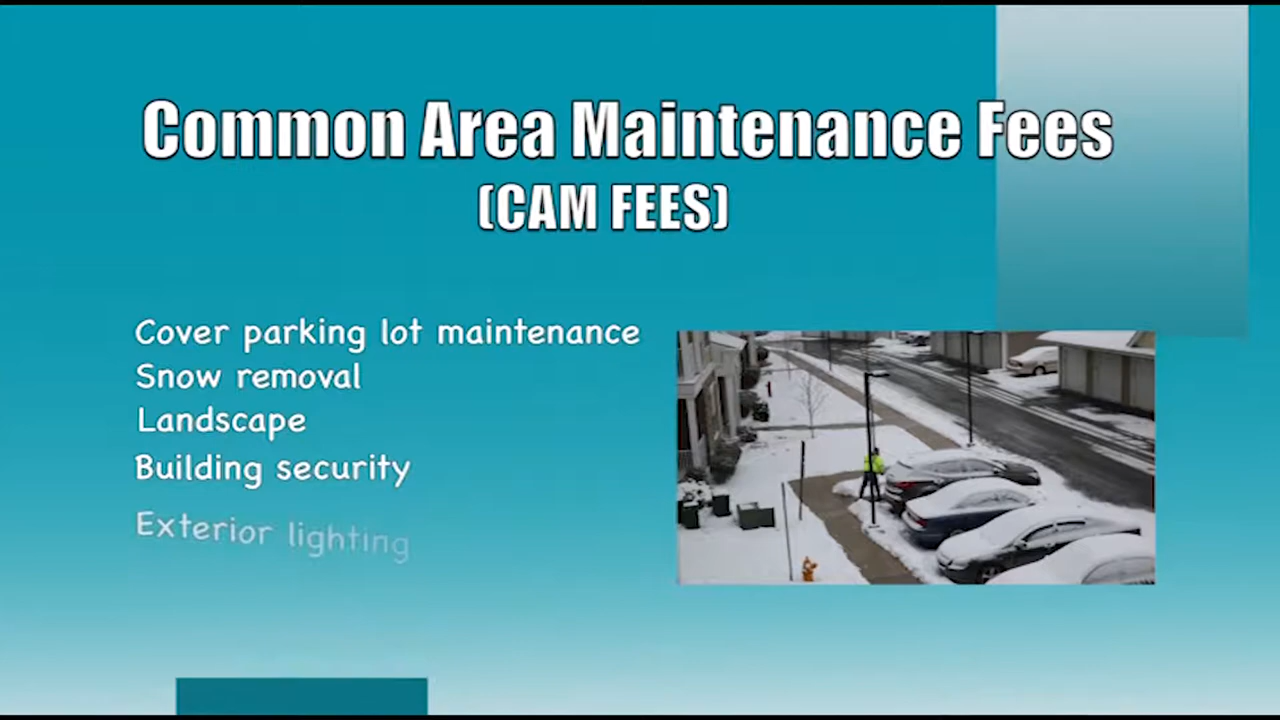 Common Area Maintenance Fees
(CAM FEES)
Cover parking lot maintenance
Snow removal
Landscape
Building security
Exterior lighting